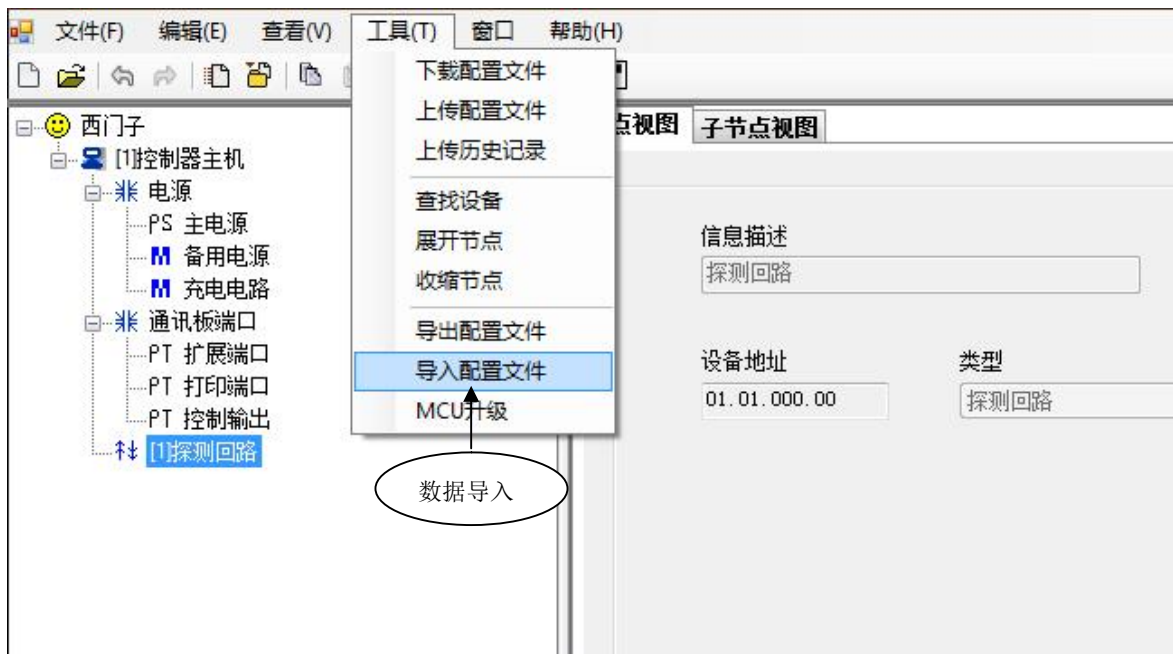 文件(F) 编辑(E) 查看(V) 工具(T) 窗口 帮助(H)
下载配置文件
上传配置文件
上传历史记录
查找设备
展开节点
收缩节点
导出配置文件
导入配置文件
MCU升级
数据导入
西门子
[1]控制器主机
电源
PS 主电源
M 备用电源
M 充电电路
通讯板端口
PT 扩展端口
PT 打印端口
PT 控制输出
[1]探测回路
点视图 子节点视图
信息描述
探测回路
设备地址 类型
01.01.000.00 探测回路